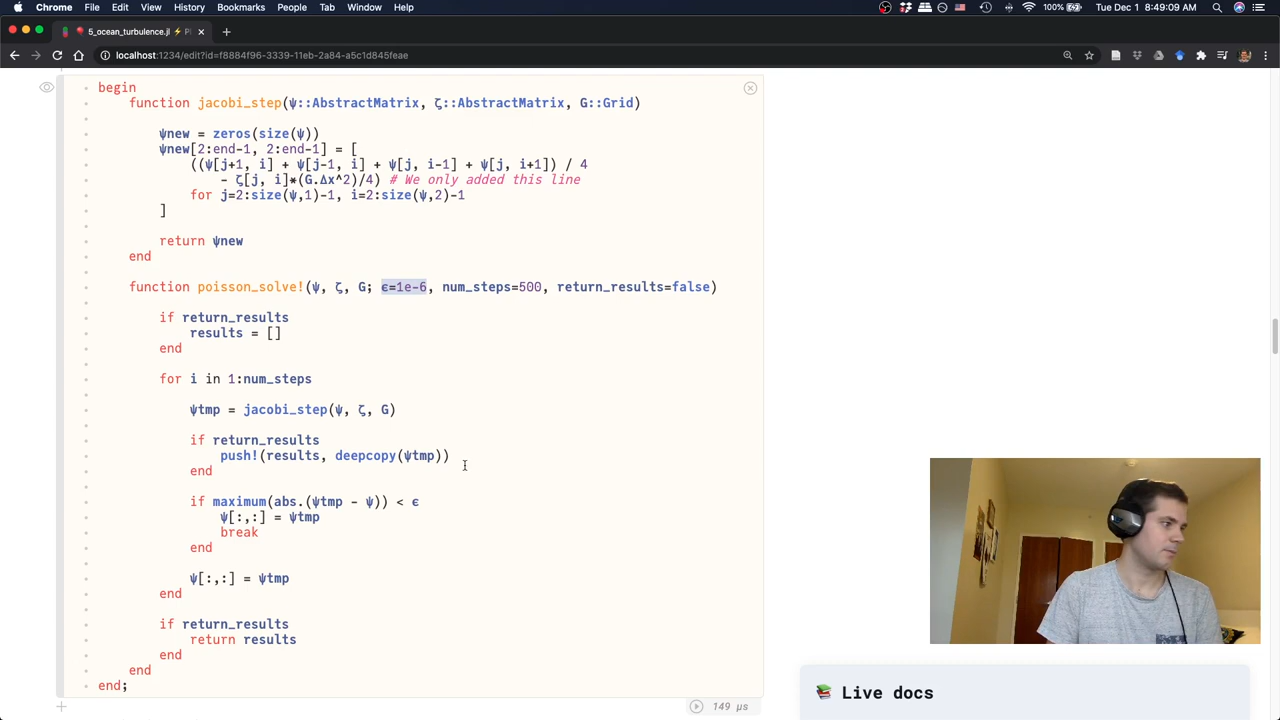 Chrome File Edit View History Bookmarks People Tab Window Help 100% Tue Dec 1 8:49:09 AM
5_ocean_turbulence.jl
localhost:1234/edit?id=f8884f96-3339-11eb-2a84-a5c1d845feae
begin
function jacobi_step(ψ::AbstractMatrix, ζ::AbstractMatrix, G::Grid)
ψnew = zeros(size(ψ))
ψnew[2:end-1, 2:end-1] = [
((ψ[j+1, i] + ψ[j-1, i] + ψ[j, i-1] + ψ[j, i+1]) / 4
- ζ[j, i]*(G.Δx^2)/4) # We only added this line
for j=2:size(ψ,1)-1, i=2:size(ψ,2)-1
]
return ψnew
end
function poisson_solve!(ψ, ζ, G; ϵ=1e-6, num_steps=500, return_results=false)
if return_results
results = []
end
for i in 1:num_steps
ψtmp = jacobi_step(ψ, ζ, G)
if return_results
push!(results, deepcopy(ψtmp))
end
if maximum(abs.(ψtmp - ψ)) < ϵ
ψ[:,:] = ψtmp
break
end
ψ[:,:] = ψtmp
end
if return_results
return results
end
end
end;
149 μs
Live docs